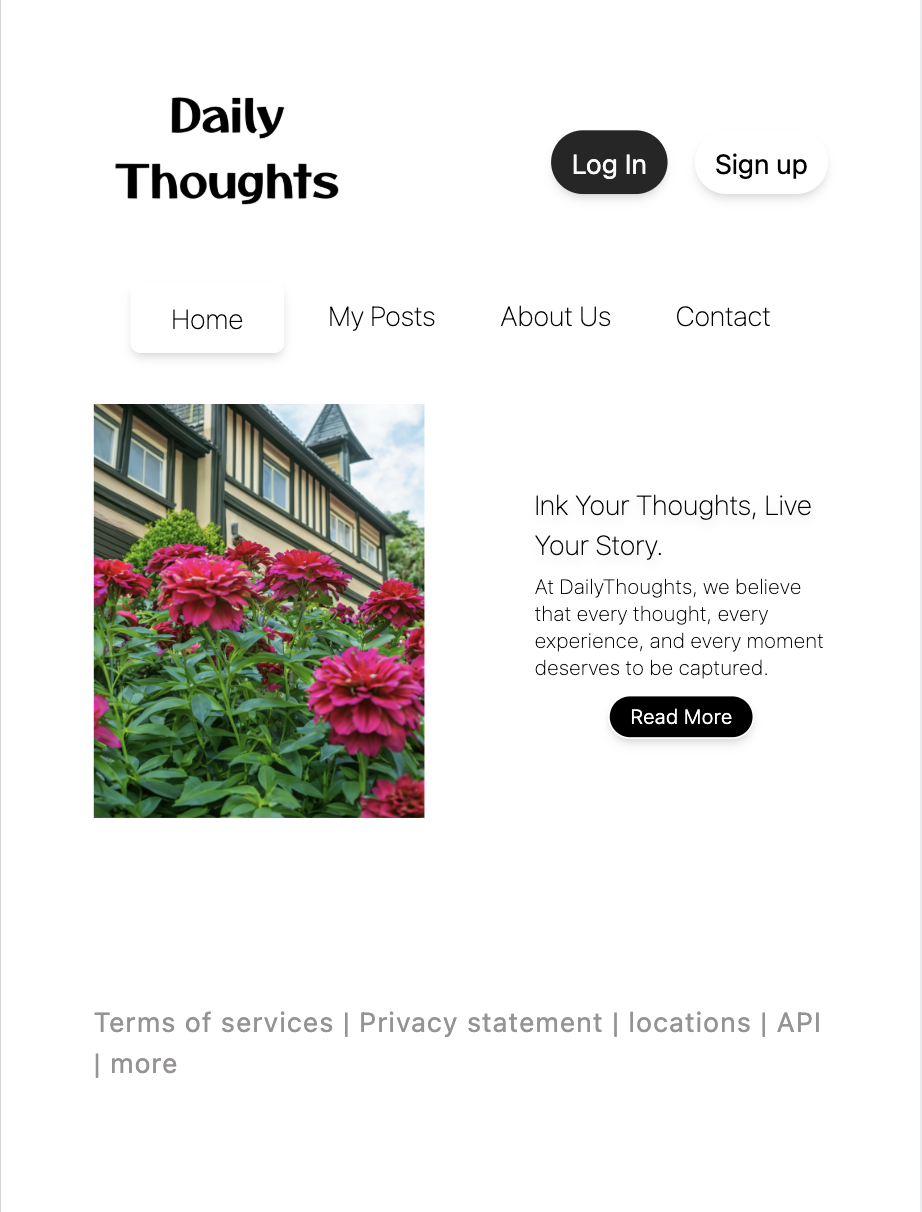 Daily
Thoughts
Log In
Sign up
Home
My Posts
About Us
Contact
Ink Your Thoughts, Live
Your Story.
At DailyThoughts, we believe
that every thought, every
experience, and every moment
deserves to be captured.
Read More
Terms of services | Privacy statement | locations | API
| more